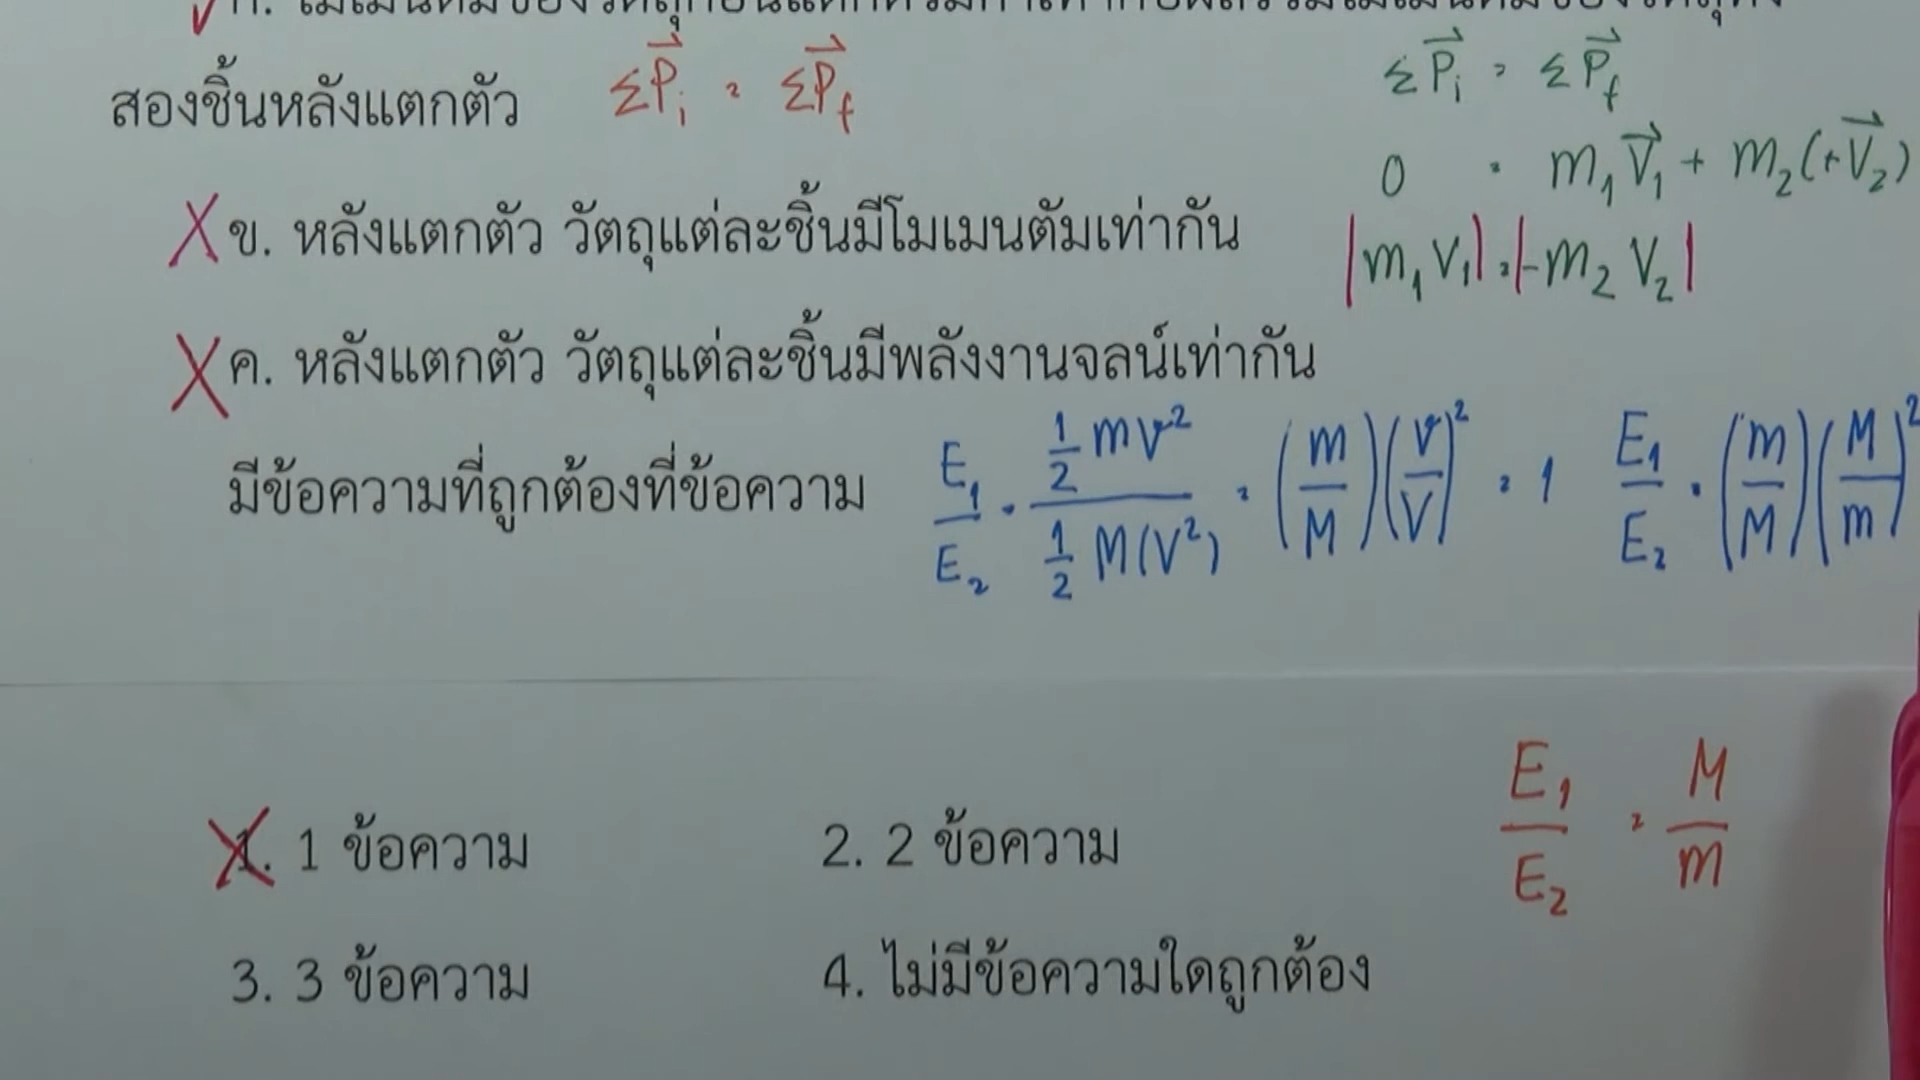 สองชิ้นหลังแตกตัว
ΣP⃗ᵢ = ΣP⃗f
ΣP⃗ᵢ = ΣP⃗f
0 = m₁V⃗₁ + m₂(+V⃗₂)
ข. หลังแตกตัว วัตถุแต่ละชิ้นมีโมเมนตัมเท่ากัน
|m₁V₁| = |-m₂V₂|
ค. หลังแตกตัว วัตถุแต่ละชิ้นมีพลังงานจลน์เท่ากัน
มีข้อความที่ถูกต้องที่ข้อความ
E₁/E₂ = ½mv²/½M(V²) = (m/M)(v/V)² = 1
E₁/E₂ = (m/M)(M/m)²
E₁/E₂ = M/m
1. 1 ข้อความ
2. 2 ข้อความ
3. 3 ข้อความ
4. ไม่มีข้อความใดถูกต้อง